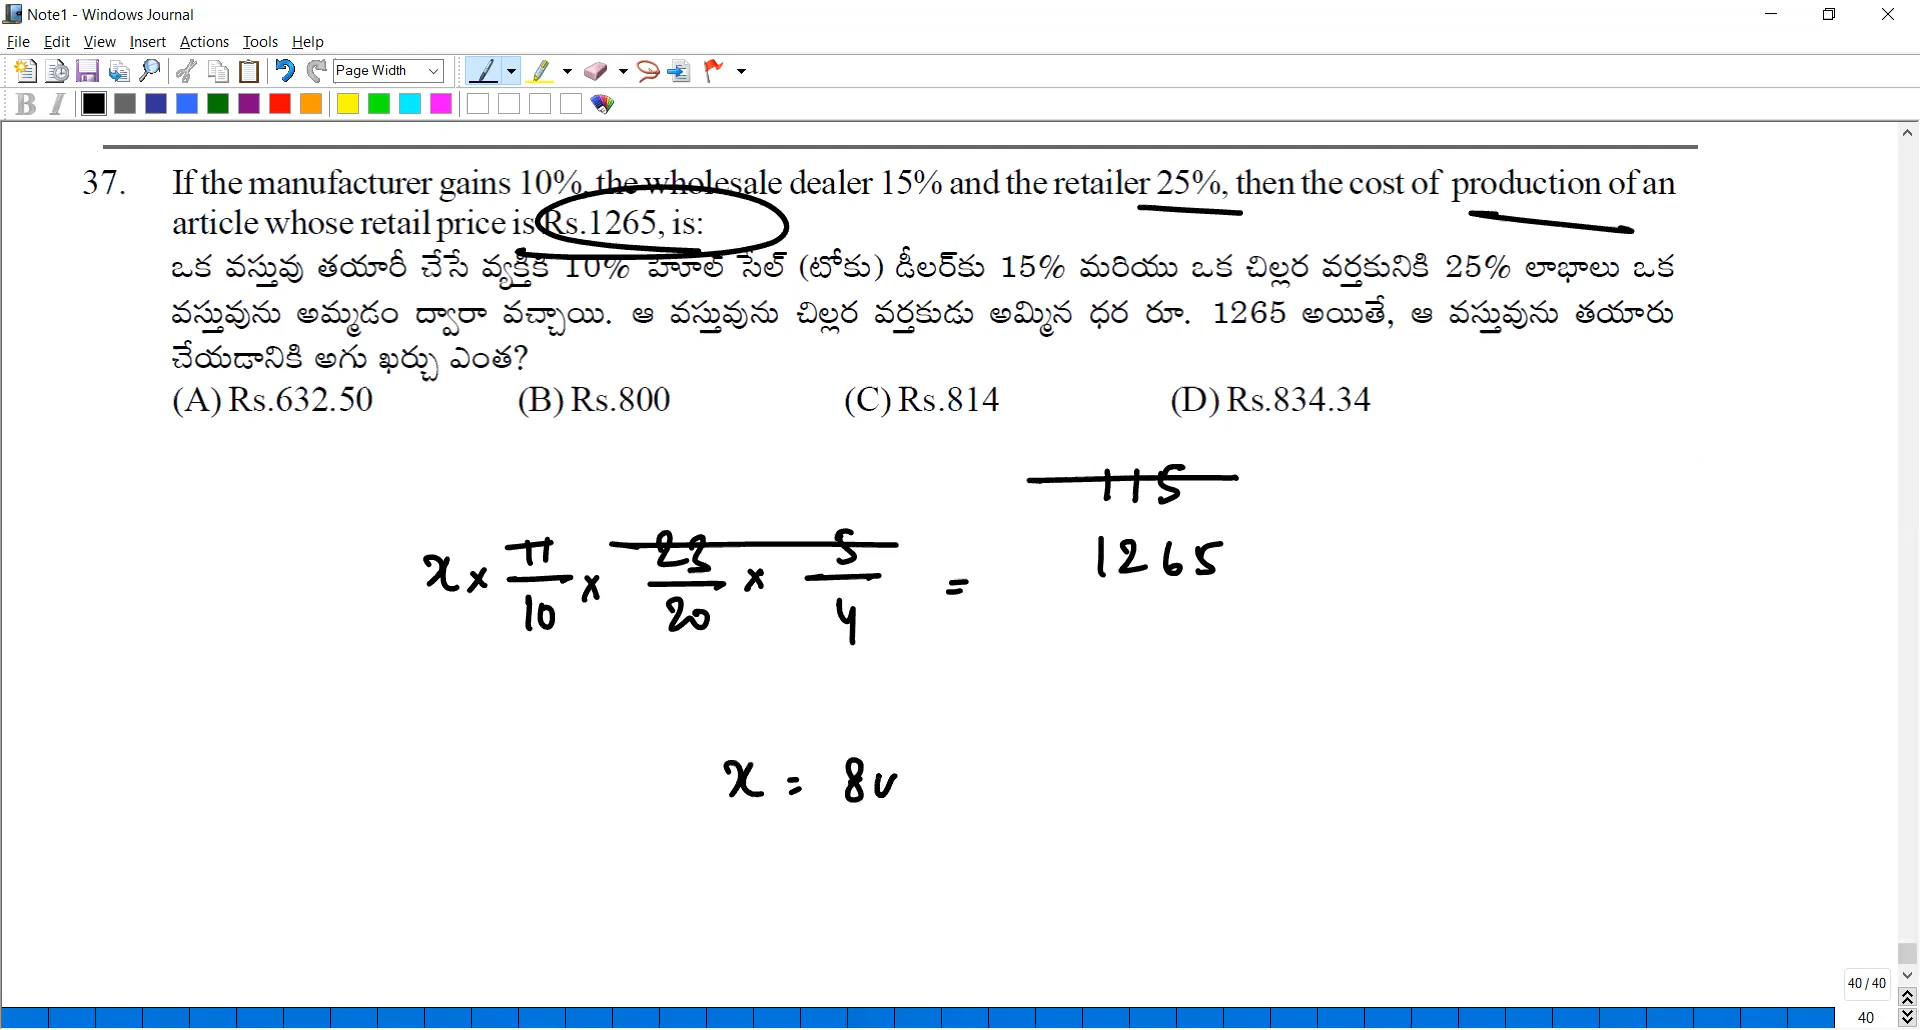 Note1 - Windows Journal
File Edit View Insert Actions Tools Help
Page Width
B I
37. If the manufacturer gains 10%, the wholesale dealer 15% and the retailer 25%, then the cost of production of an
article whose retail price is Rs.1265, is:
ఒక వస్తువు తయారీ చేసే వ్యక్తికి 10% హూల్ సేల్ (టోకు) డీలర్‌కు 15% మరియు ఒక చిల్లర వర్తకునికి 25% లాభాలు ఒక
వస్తువును అమ్మడం ద్వారా వచ్చాయి. ఆ వస్తువును చిల్లర వర్తకుడు అమ్మిన ధర రూ. 1265 అయితే, ఆ వస్తువును తయారు
చేయడానికి అగు ఖర్చు ఎంత?
(A) Rs.632.50 (B) Rs.800 (C) Rs.814 (D) Rs.834.34
115
x × 11/10 × 23/20 × 5/4 = 1265
x = 80
40 / 40
40